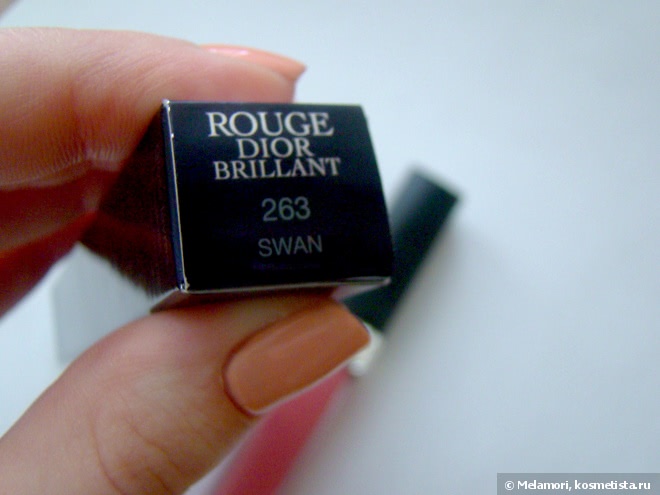 ROUGE
DIOR
BRILLANT
263
SWAN
© Melamori, kosmetista.ru